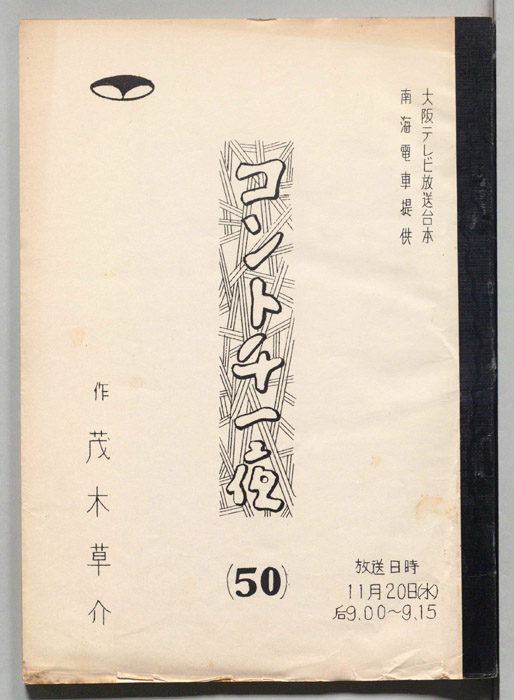 大阪テレビ放送台本
南海電車提供
コント千一夜
(50)
作 茂木草介
放送日時
11月20日(水)
后9.00～9.15